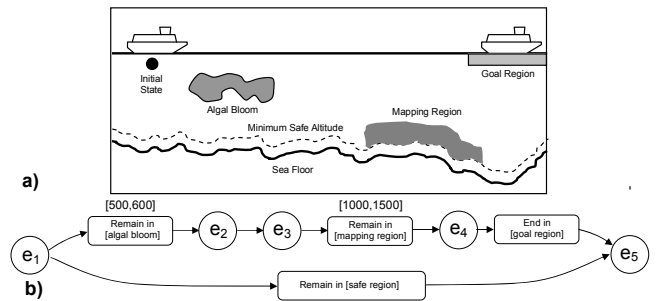 a)
Initial
State
Algal Bloom
Goal Region
Mapping Region
Minimum Safe Altitude
Sea Floor
[500,600]
[1000,1500]
e1
Remain in
[algal bloom]
e2
e3
Remain in
[mapping region]
e4
End in
[goal region]
e5
b)
Remain in [safe region]